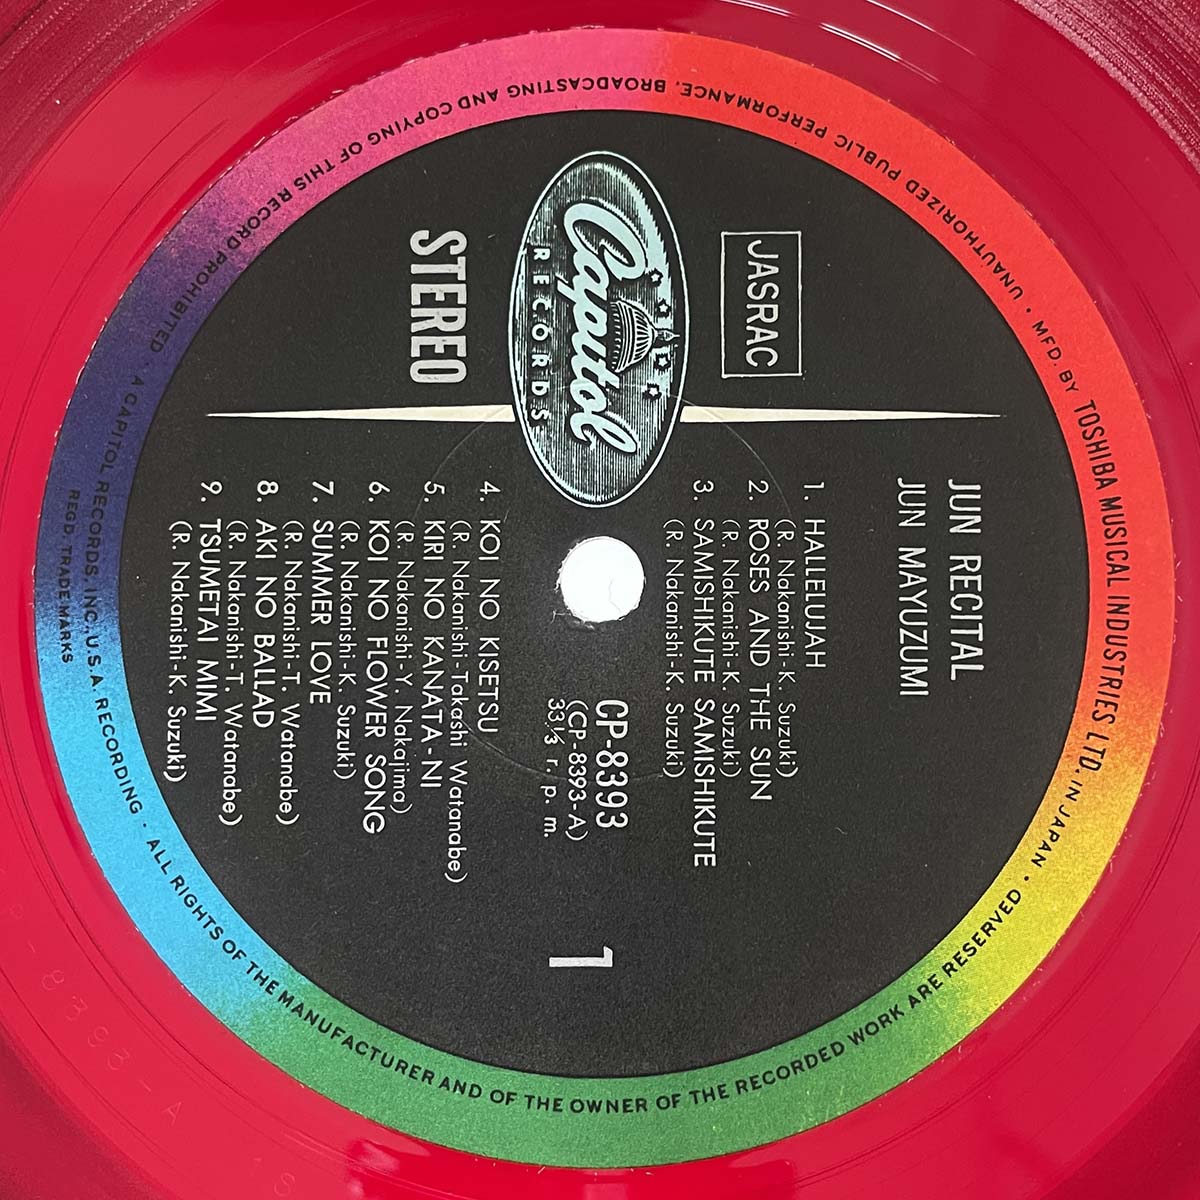 JUN RECITAL
JUN MAYUZUMI
JASRAC
Capitol
RECORDS
STEREO
1. HALLELUJAH
(R. Nakanishi-K. Suzuki)
2. ROSES AND THE SUN
(R. Nakanishi-K. Suzuki)
3. SAMISHIKUTE SAMISHIKUTE
(R. Nakanishi-K. Suzuki)
CP-8393
(CP-8393-A)
33⅓ r. p. m.
1
4. KOI NO KISETSU
(R. Nakanishi-Takashi Watanabe)
5. KIRI NO KANATA-NI
(R. Nakanishi-Y. Nakajima)
6. KOI NO FLOWER SONG
(R. Nakanishi-K. Suzuki)
7. SUMMER LOVE
(R. Nakanishi-T. Watanabe)
8. AKI NO BALLAD
(R. Nakanishi-T. Watanabe)
9. TSUMETAI MIMI
(R. Nakanishi-K. Suzuki)
MFD. BY TOSHIBA MUSICAL INDUSTRIES LTD. IN JAPAN • ALL RIGHTS OF THE MANUFACTURER AND OF THE OWNER OF THE RECORDED WORK ARE RESERVED • UNAUTHORIZED PUBLIC PERFORMANCE, BROADCASTING AND COPYING OF THIS RECORD PROHIBITED • A CAPITOL RECORDS, INC., U.S.A. RECORDING •
REG'D. TRADE MARKS
8393-A